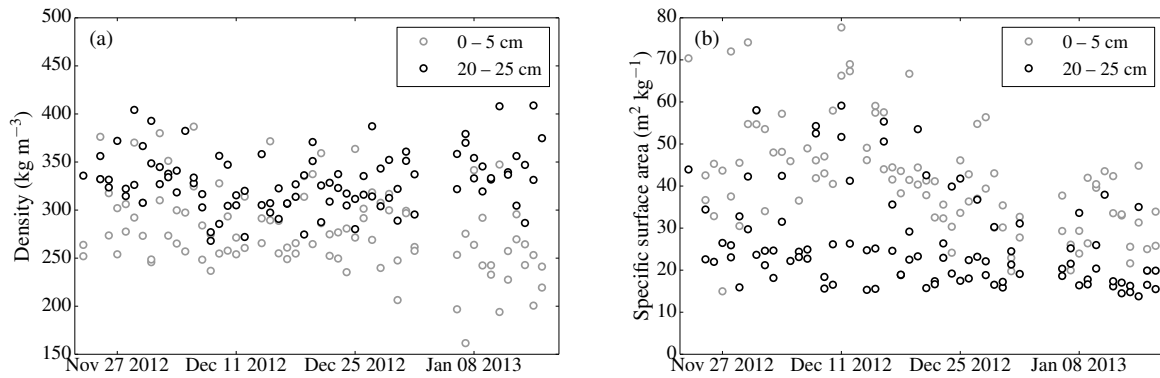 (a)
0 – 5 cm
20 – 25 cm
Density (kg m−3)
500
450
400
350
300
250
200
150
Nov 27 2012 Dec 11 2012 Dec 25 2012 Jan 08 2013
(b)
0 – 5 cm
20 – 25 cm
Specific surface area (m2 kg−1)
80
70
60
50
40
30
20
10
0
Nov 27 2012 Dec 11 2012 Dec 25 2012 Jan 08 2013